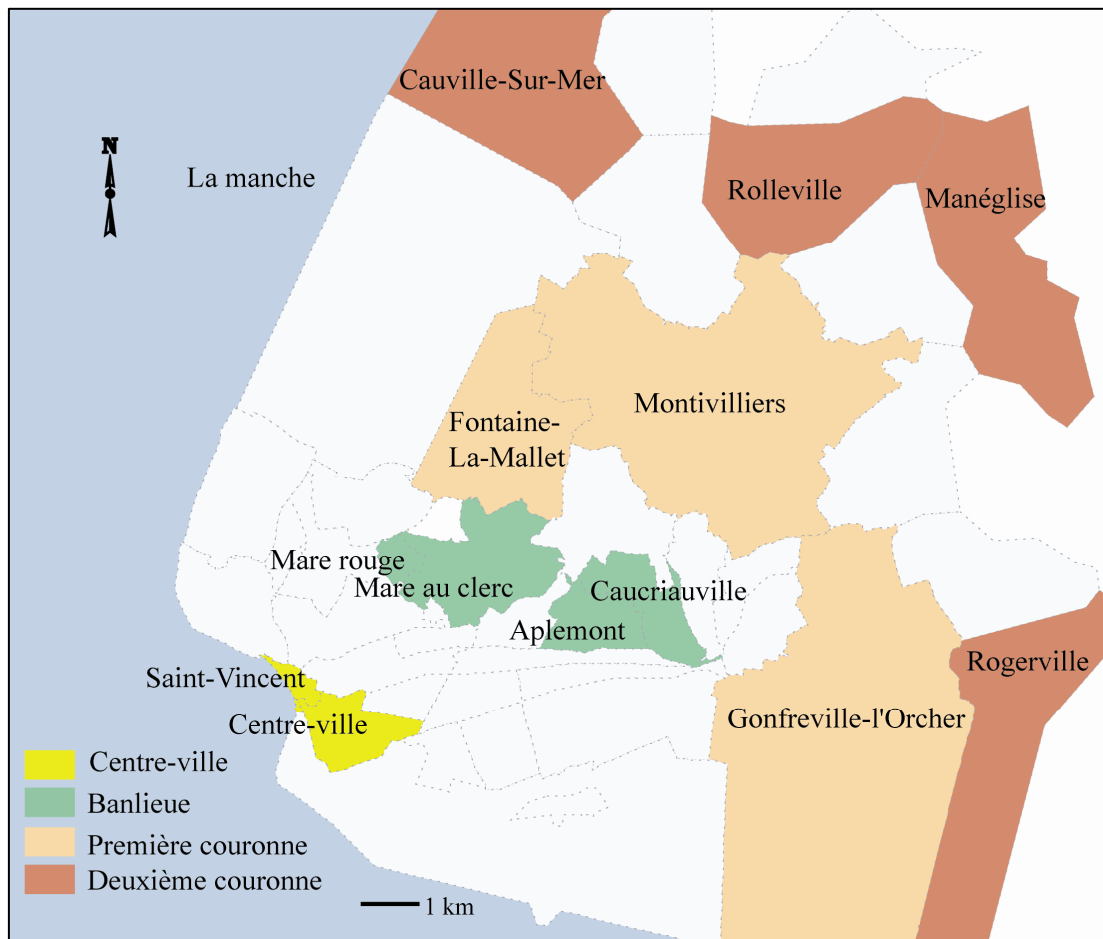 Cauville-Sur-Mer
N
La manche
Rolleville
Manéglise
Fontaine-
La-Mallet
Montivilliers
Mare rouge
Mare au clerc
Caucriauville
Aplemont
Saint-Vincent
Rogerville
Centre-ville
Gonfreville-l'Orcher
Centre-ville
Banlieue
Première couronne
Deuxième couronne
1 km